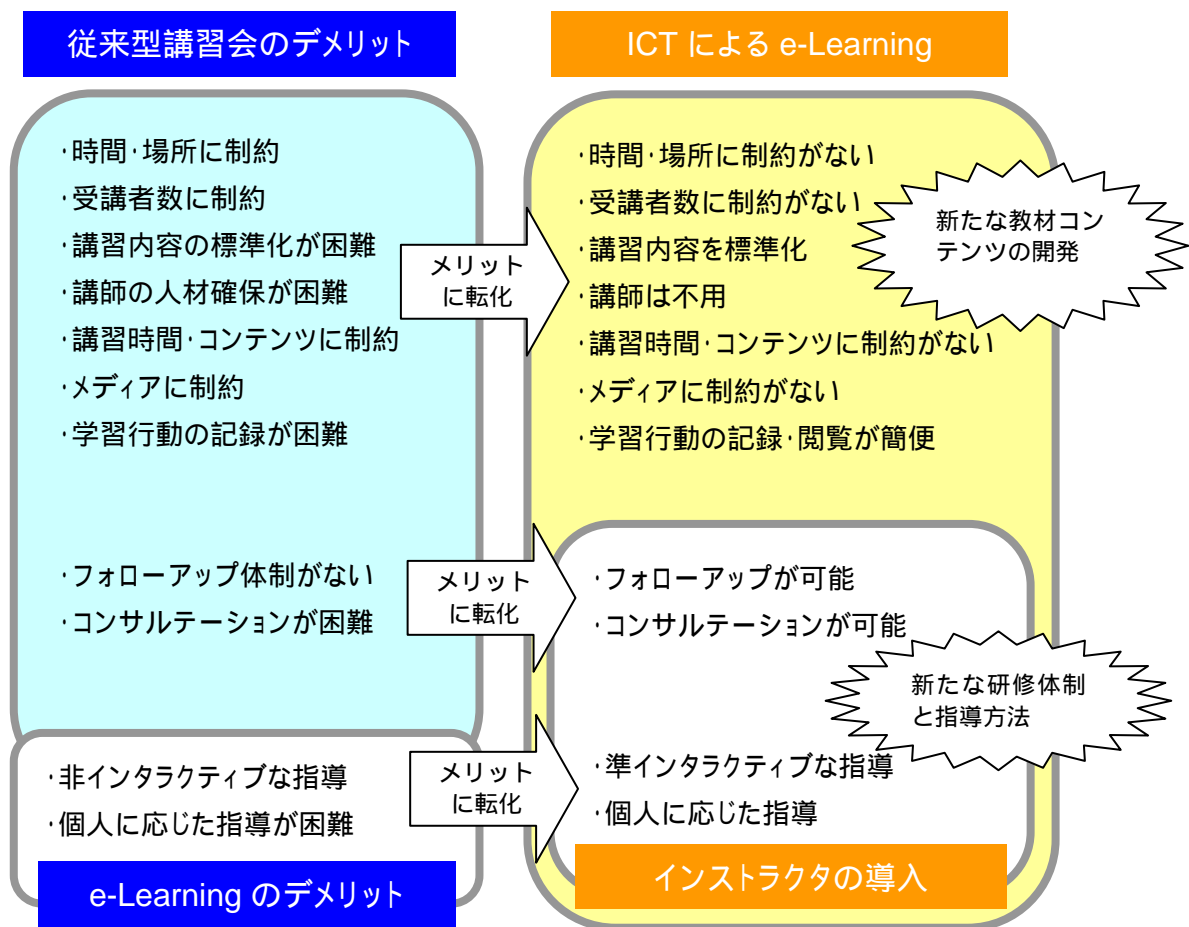 従来型講習会のデメリット
ICT による e-Learning
･時間･場所に制約
･受講者数に制約
･講習内容の標準化が困難
･講師の人材確保が困難
･講習時間･コンテンツに制約
･メディアに制約
･学習行動の記録が困難
メリット
に転化
･時間･場所に制約がない
･受講者数に制約がない
･講習内容を標準化
･講師は不用
･講習時間･コンテンツに制約がない
･メディアに制約がない
･学習行動の記録･閲覧が簡便
新たな教材コン
テンツの開発
･フォローアップ体制がない
･コンサルテーションが困難
メリット
に転化
･フォローアップが可能
･コンサルテーションが可能
新たな研修体制
と指導方法
･非インタラクティブな指導
･個人に応じた指導が困難
メリット
に転化
･準インタラクティブな指導
･個人に応じた指導
e-Learning のデメリット
インストラクタの導入